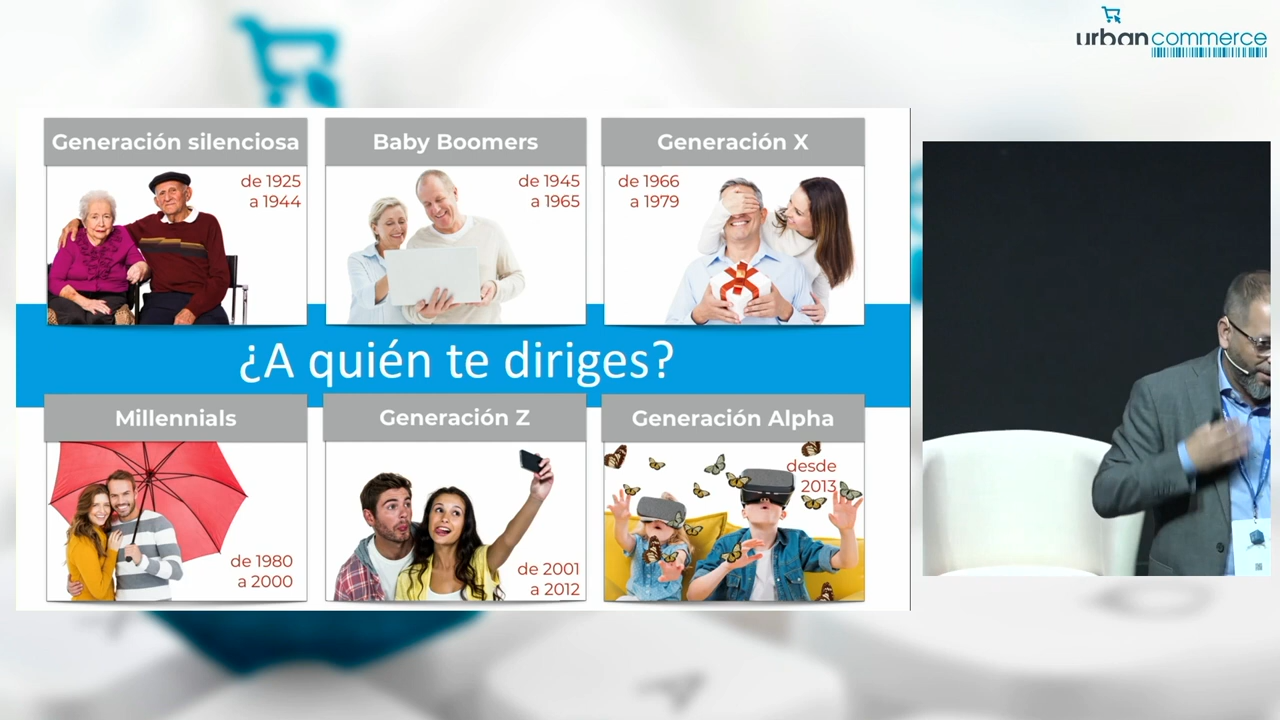 urbancommerce
Generación silenciosa
de 1925
a 1944
Baby Boomers
de 1945
a 1965
Generación X
de 1966
a 1979
¿A quién te diriges?
Millennials
de 1980
a 2000
Generación Z
de 2001
a 2012
Generación Alpha
desde
2013